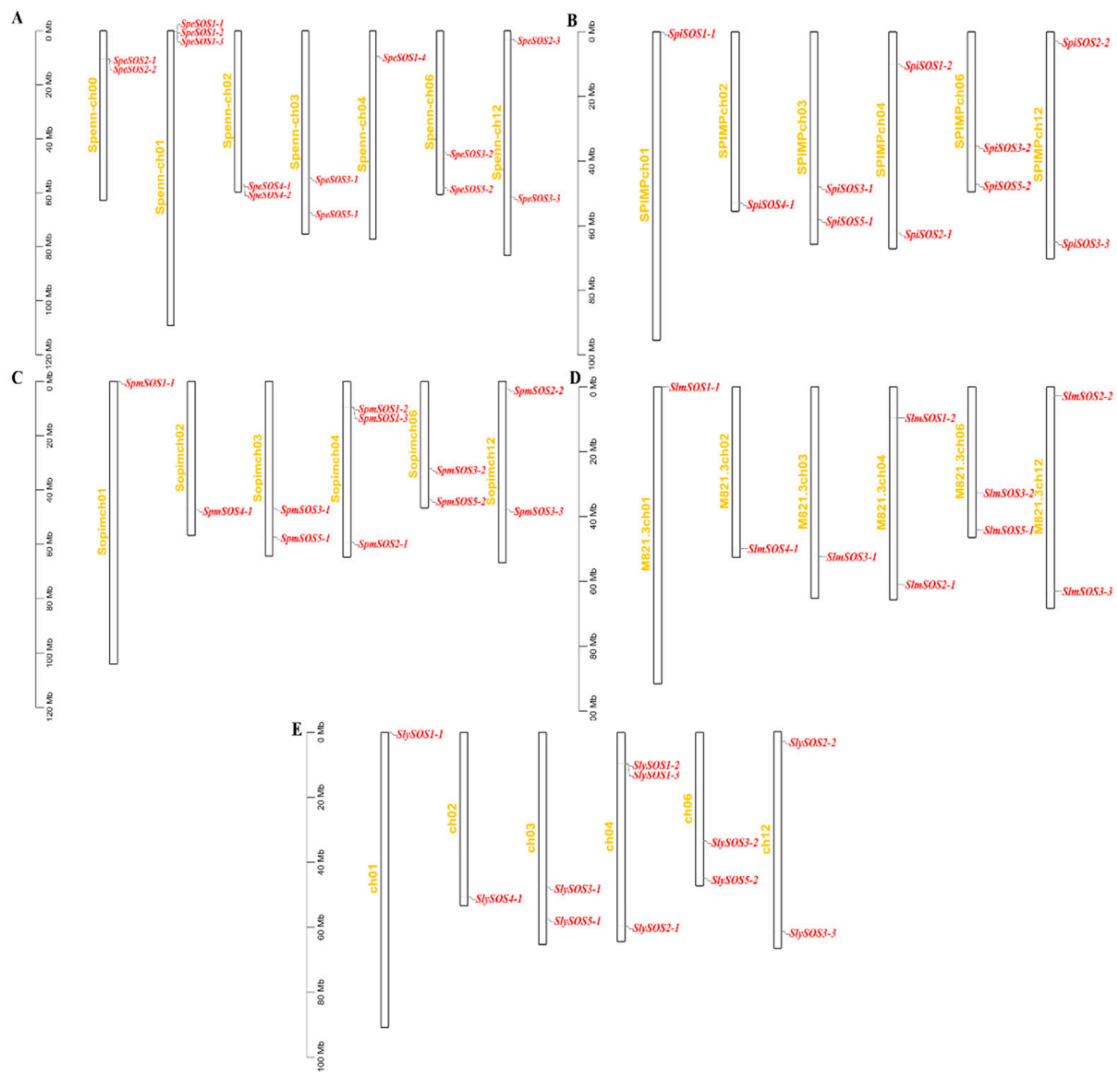 A
0 Mb
20 Mb
40 Mb
60 Mb
80 Mb
100 Mb
120 Mb
Spenn-ch00
SpeSOS2-1
SpeSOS2-2
Spenn-ch01
SpeSOS1-1
SpeSOS1-2
SpeSOS1-3
Spenn-ch02
SpeSOS4-1
SpeSOS4-2
Spenn-ch03
SpeSOS3-1
SpeSOS5-1
Spenn-ch04
SpeSOS1-4
Spenn-ch06
SpeSOS3-2
SpeSOS5-2
Spenn-ch12
SpeSOS2-3
SpeSOS3-3
B
0 Mb
20 Mb
40 Mb
60 Mb
80 Mb
100 Mb
SPIMPch01
SpiSOS1-1
SPIMPch02
SpiSOS4-1
SPIMPch03
SpiSOS3-1
SpiSOS5-1
SPIMPch04
SpiSOS1-2
SpiSOS2-1
SPIMPch06
SpiSOS3-2
SpiSOS5-2
SPIMPch12
SpiSOS2-2
SpiSOS3-3
C
0 Mb
20 Mb
40 Mb
60 Mb
80 Mb
100 Mb
120 Mb
Sopimch01
SpmSOS1-1
Sopimch02
SpmSOS4-1
Sopimch03
SpmSOS3-1
SpmSOS5-1
Sopimch04
SpmSOS1-2
SpmSOS1-3
SpmSOS2-1
Sopimch06
SpmSOS3-2
SpmSOS5-2
Sopimch12
SpmSOS2-2
SpmSOS3-3
D
0 Mb
20 Mb
40 Mb
60 Mb
80 Mb
00 Mb
M821.3ch01
SlmSOS1-1
M821.3ch02
SlmSOS4-1
M821.3ch03
SlmSOS3-1
M821.3ch04
SlmSOS1-2
SlmSOS2-1
M821.3ch06
SlmSOS3-2
SlmSOS5-1
M821.3ch12
SlmSOS2-2
SlmSOS3-3
E
0 Mb
20 Mb
40 Mb
60 Mb
80 Mb
100 Mb
ch01
SlySOS1-1
ch02
SlySOS4-1
ch03
SlySOS3-1
SlySOS5-1
ch04
SlySOS1-2
SlySOS1-3
SlySOS2-1
ch06
SlySOS3-2
SlySOS5-2
ch12
SlySOS2-2
SlySOS3-3